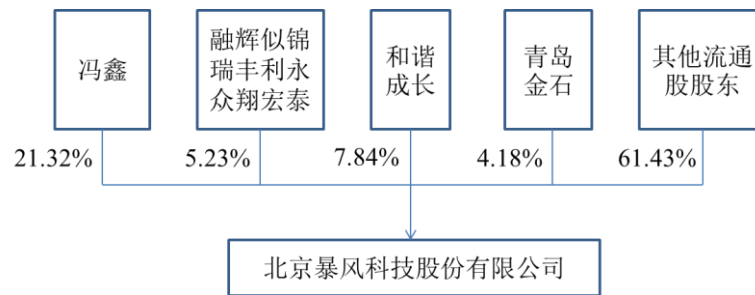 冯鑫
融辉似锦
瑞丰利永
众翔宏泰
和谐
成长
青岛
金石
其他流通
股股东
21.32%
5.23%
7.84%
4.18%
61.43%
北京暴风科技股份有限公司